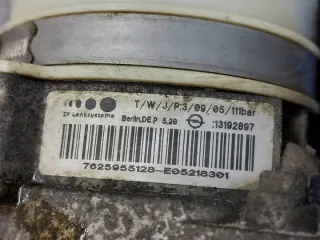 T/W/J/P:3/09/05/111bar
ZF Lenksysteme
Berlin,DE P 5.20 :13192897
7625955128-E05218301